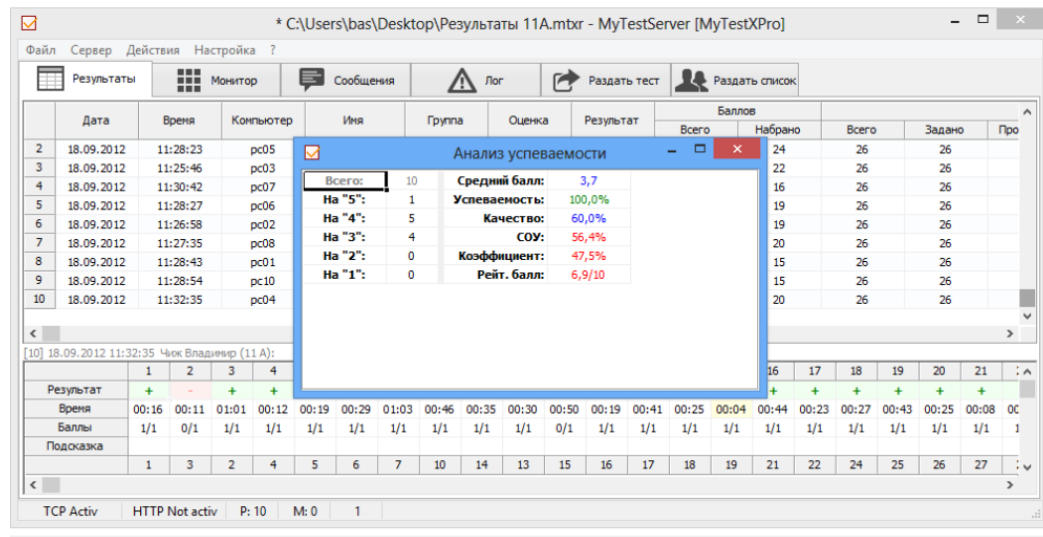 * C:\Users\bas\Desktop\Результаты 11А.mtxr - MyTestServer [MyTestXPro]
Файл Сервер Действия Настройка ?
Результаты Монитор Сообщения Лог Раздать тест Раздать список
Дата Время Компьютер Имя Группа Оценка Результат Баллов
Всего Набрано Всего Задано Про
2 18.09.2012 11:28:23 pc05 24 26 26
3 18.09.2012 11:25:46 pc03 22 26 26
4 18.09.2012 11:30:42 pc07 16 26 26
5 18.09.2012 11:28:27 pc06 19 26 26
6 18.09.2012 11:26:58 pc02 19 26 26
7 18.09.2012 11:27:35 pc08 20 26 26
8 18.09.2012 11:28:43 pc01 15 26 26
9 18.09.2012 11:28:54 pc10 15 26 26
10 18.09.2012 11:32:35 pc04 20 26 26
Анализ успеваемости
Всего: 10 Средний балл: 3,7
На "5": 1 Успеваемость: 100,0%
На "4": 5 Качество: 60,0%
На "3": 4 СОУ: 56,4%
На "2": 0 Коэффициент: 47,5%
На "1": 0 Рейт. балл: 6,9/10
[10] 18.09.2012 11:32:35 Чиж Владимир (11 А):
1 2 3 4 16 17 18 19 20 21
Результат + - + + + + + + + +
Время 00:16 00:11 01:01 00:12 00:19 00:29 01:03 00:46 00:35 00:30 00:50 00:19 00:41 00:25 00:04 00:44 00:23 00:27 00:43 00:25 00:08
Баллы 1/1 0/1 1/1 1/1 1/1 1/1 1/1 1/1 1/1 1/1 0/1 1/1 1/1 1/1 1/1 1/1 1/1 1/1 1/1 1/1 1/1
Подсказка
1 3 2 4 5 6 7 10 14 13 15 16 17 18 19 21 22 24 25 26 27
TCP Activ HTTP Not activ P: 10 M: 0 1